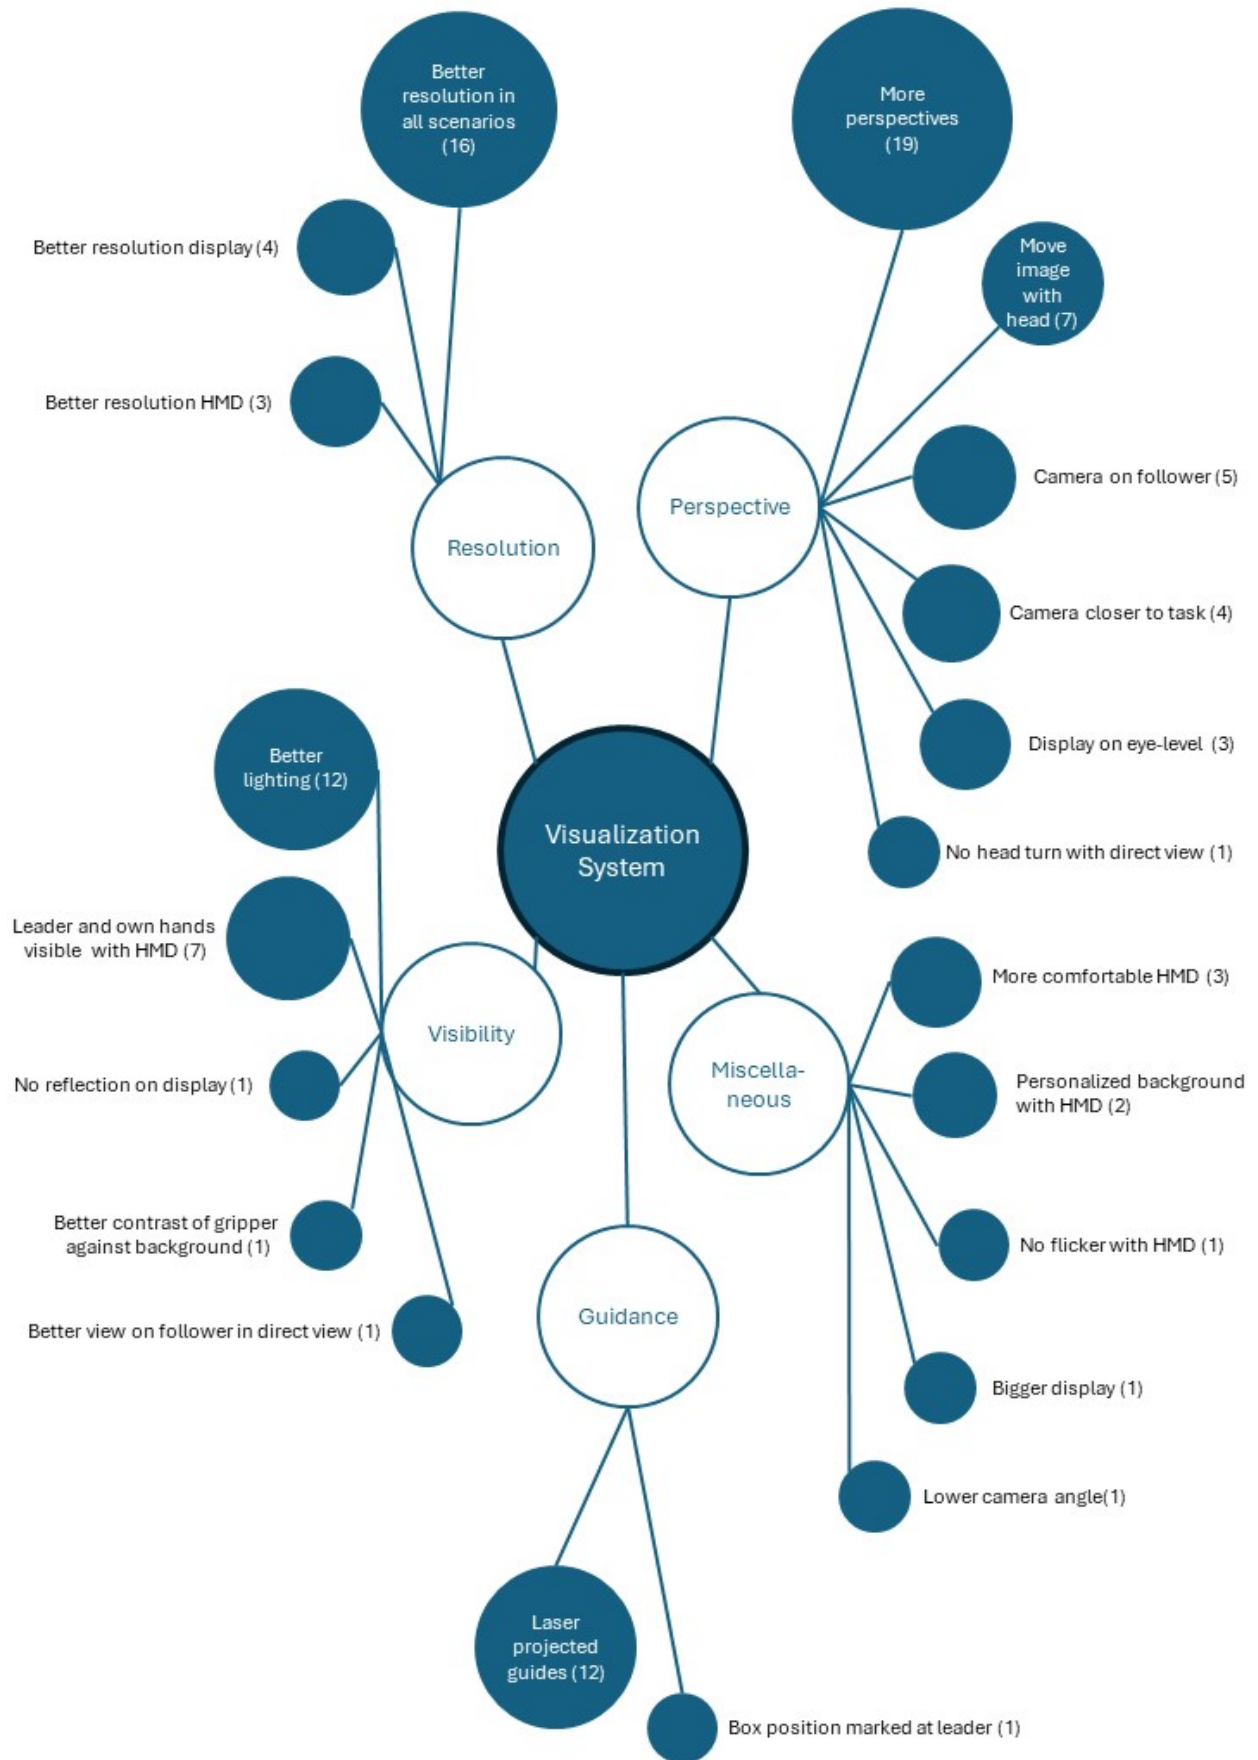 Better
resolution in
all scenarios
(16)
Better resolution display (4)
Better resolution HMD (3)
Resolution
More
perspectives
(19)
Move
image
with
head (7)
Perspective
Camera on follower (5)
Camera closer to task (4)
Display on eye-level (3)
No head turn with direct view (1)
Visualization
System
Better
lighting (12)
Leader and own hands
visible with HMD (7)
No reflection on display (1)
Visibility
Better contrast of gripper
against background (1)
Better view on follower in direct view (1)
Miscella-
neous
More comfortable HMD (3)
Personalized background
with HMD (2)
No flicker with HMD (1)
Bigger display (1)
Lower camera angle(1)
Guidance
Laser
projected
guides (12)
Box position marked at leader (1)